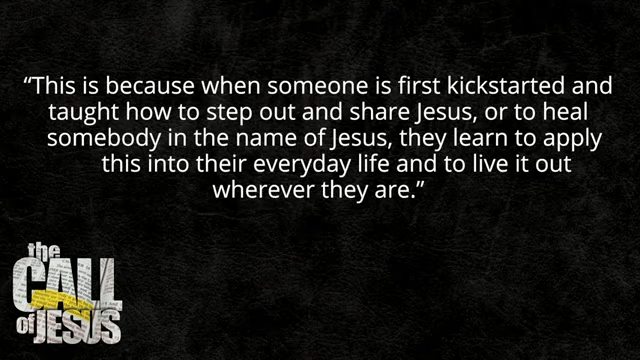 “This is because when someone is first kickstarted and
taught how to step out and share Jesus, or to heal
somebody in the name of Jesus, they learn to apply
this into their everyday life and to live it out
wherever they are.”
the
CALL
of JESUS